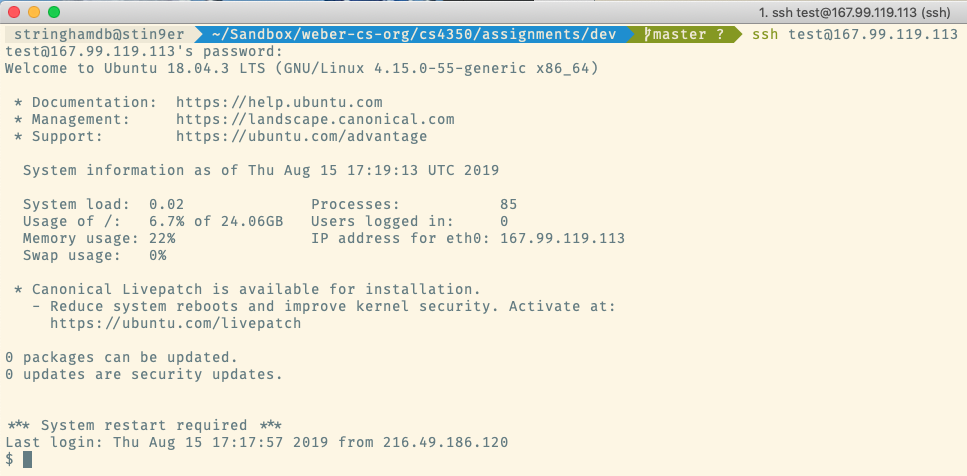 1. ssh test@167.99.119.113 (ssh)
stringhamdb@stin9er ~/Sandbox/weber-cs-org/cs4350/assignments/dev master ? ssh test@167.99.119.113
test@167.99.119.113's password:
Welcome to Ubuntu 18.04.3 LTS (GNU/Linux 4.15.0-55-generic x86_64)
* Documentation: https://help.ubuntu.com
* Management: https://landscape.canonical.com
* Support: https://ubuntu.com/advantage
System information as of Thu Aug 15 17:19:13 UTC 2019
System load: 0.02 Processes: 85
Usage of /: 6.7% of 24.06GB Users logged in: 0
Memory usage: 22% IP address for eth0: 167.99.119.113
Swap usage: 0%
* Canonical Livepatch is available for installation.
- Reduce system reboots and improve kernel security. Activate at:
https://ubuntu.com/livepatch
0 packages can be updated.
0 updates are security updates.
*** System restart required ***
Last login: Thu Aug 15 17:17:57 2019 from 216.49.186.120
$